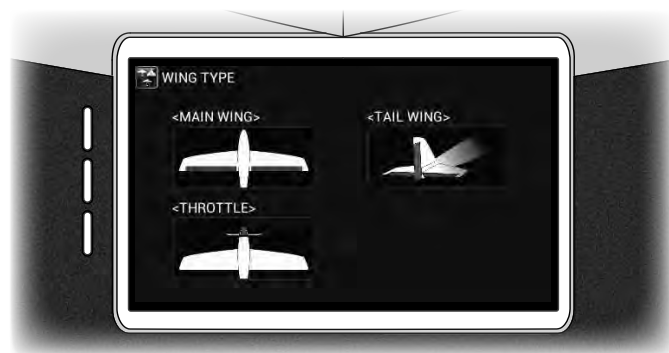 WING TYPE
<MAIN WING>
<TAIL WING>
<THROTTLE>